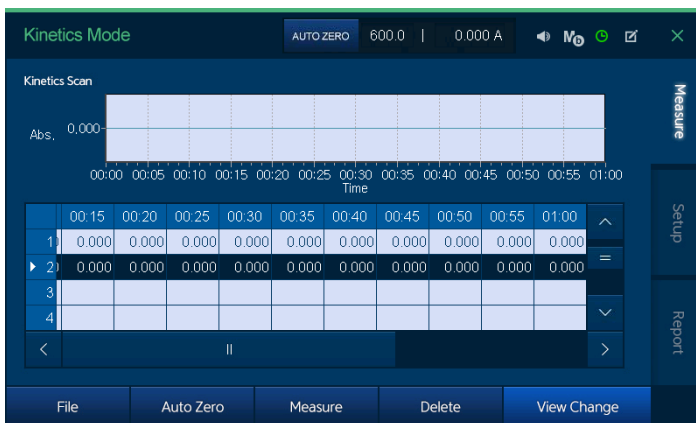 Kinetics Mode AUTO ZERO 600.0 | 0.000 A Mb
Kinetics Scan
Abs. 0.000
00:00 00:05 00:10 00:15 00:20 00:25 00:30 00:35 00:40 00:45 00:50 00:55 01:00
Time
00:15 00:20 00:25 00:30 00:35 00:40 00:45 00:50 00:55 01:00
1 0.000 0.000 0.000 0.000 0.000 0.000 0.000 0.000 0.000 0.000
2 0.000 0.000 0.000 0.000 0.000 0.000 0.000 0.000 0.000 0.000
3
4
File Auto Zero Measure Delete View Change
Measure
Setup
Report